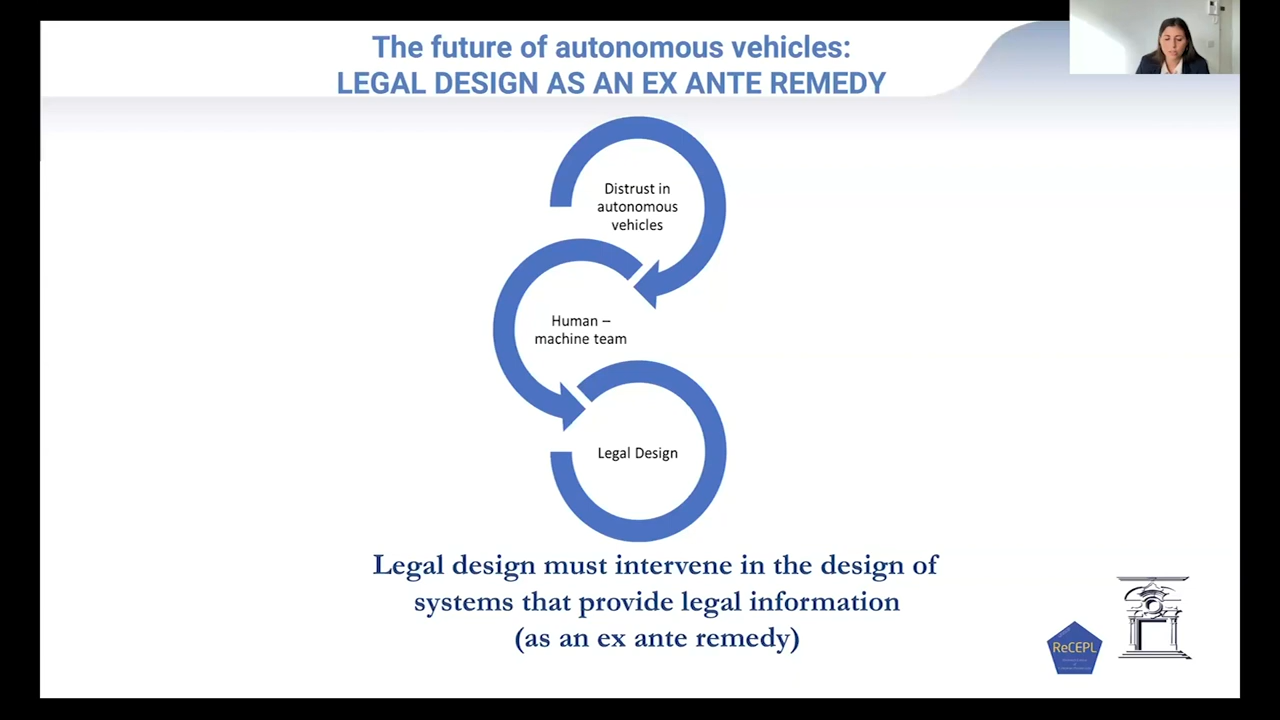 The future of autonomous vehicles:
LEGAL DESIGN AS AN EX ANTE REMEDY
Distrust in
autonomous
vehicles
Human –
machine team
Legal Design
Legal design must intervene in the design of
systems that provide legal information
(as an ex ante remedy)
ReCEPL